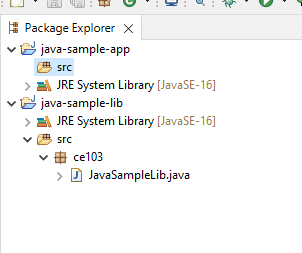 Package Explorer
java-sample-app
src
JRE System Library [JavaSE-16]
java-sample-lib
JRE System Library [JavaSE-16]
src
ce103
JavaSampleLib.java